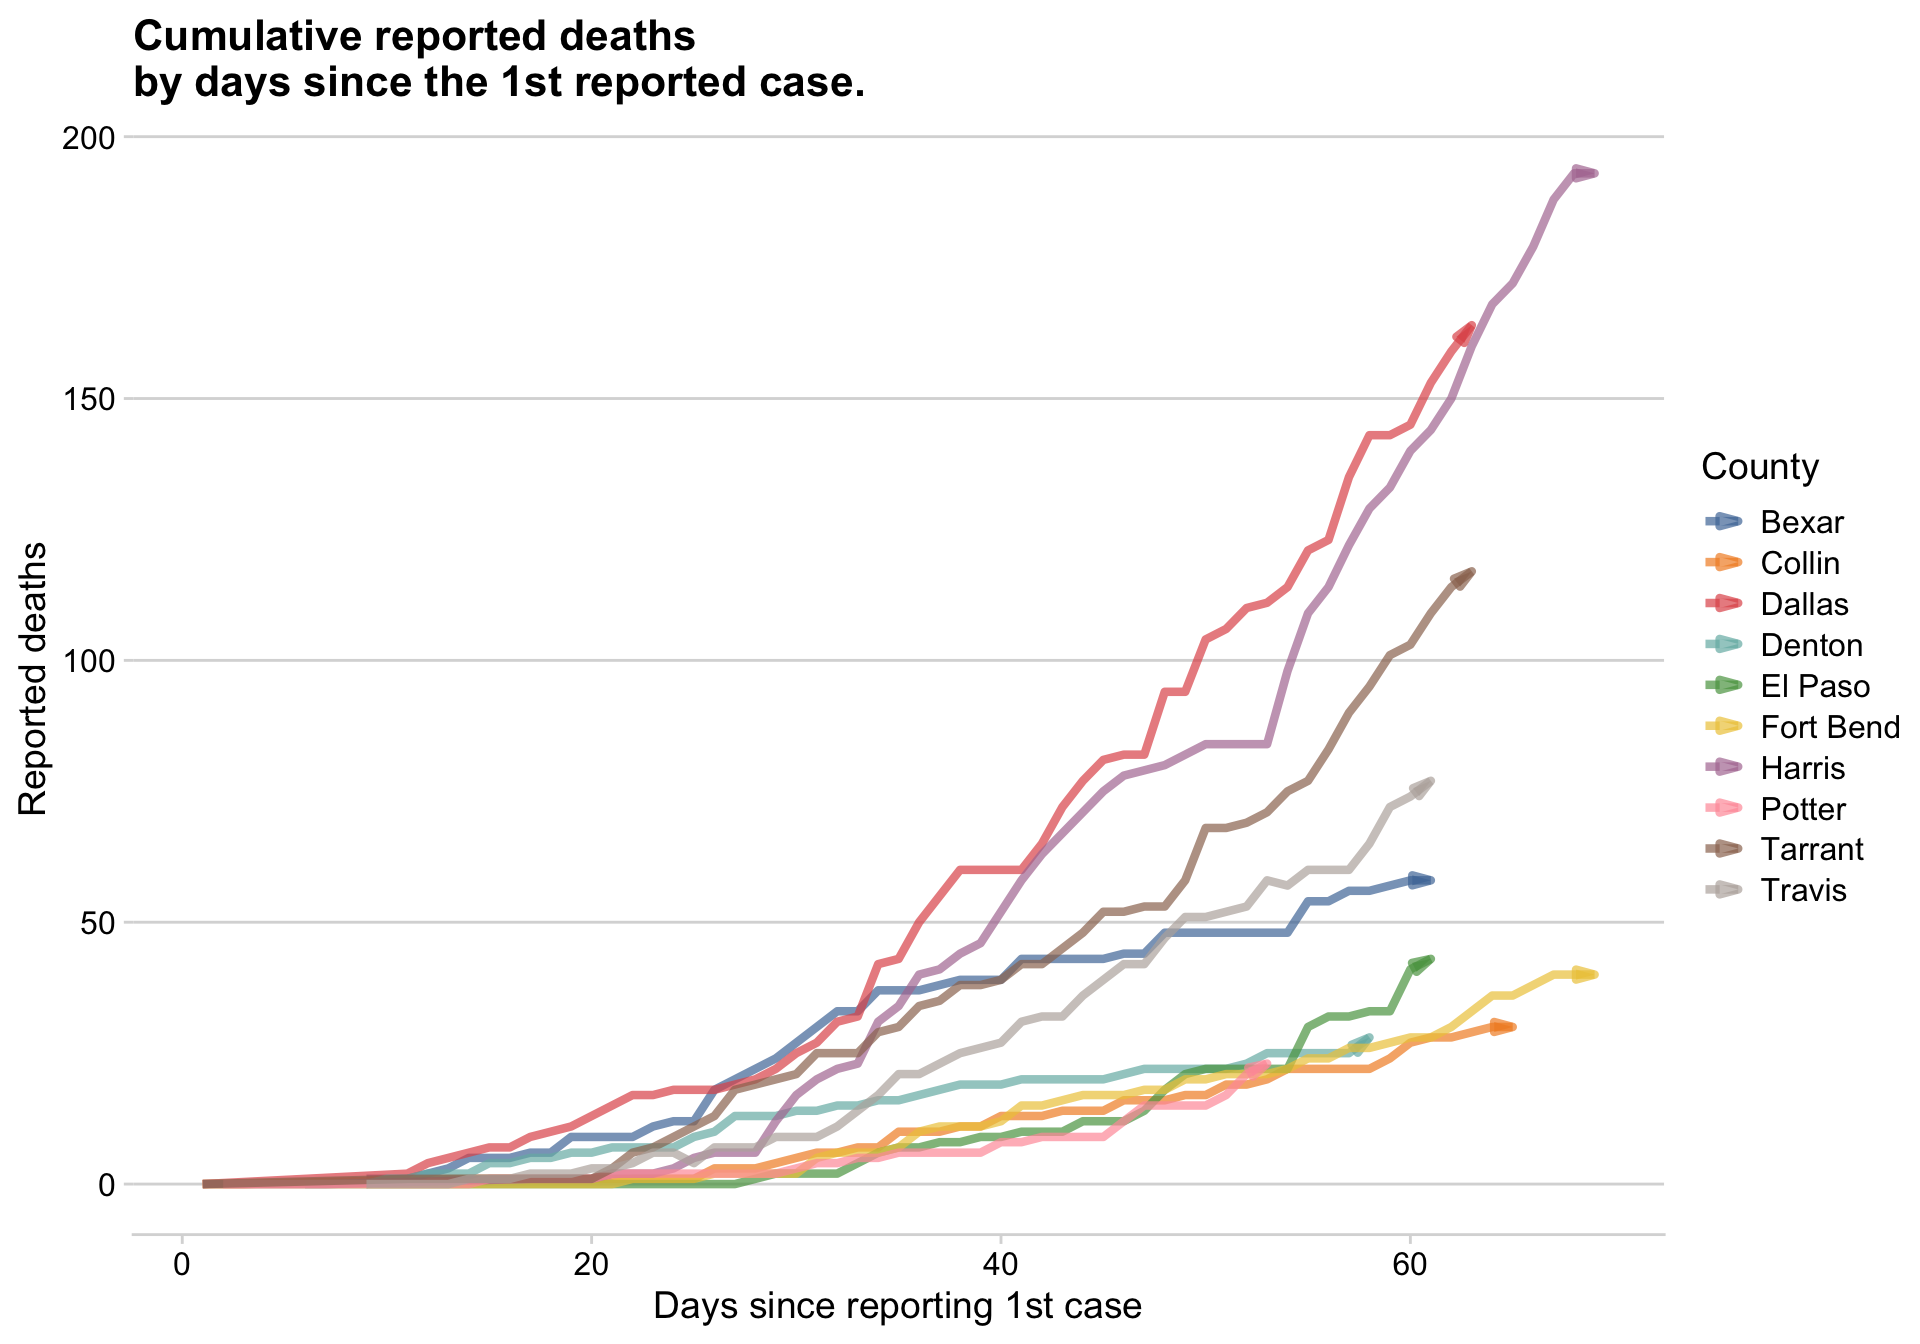 Cumulative reported deaths
by days since the 1st reported case.
200
150
100
50
0
Reported deaths
0 20 40 60
Days since reporting 1st case
County
Bexar
Collin
Dallas
Denton
El Paso
Fort Bend
Harris
Potter
Tarrant
Travis